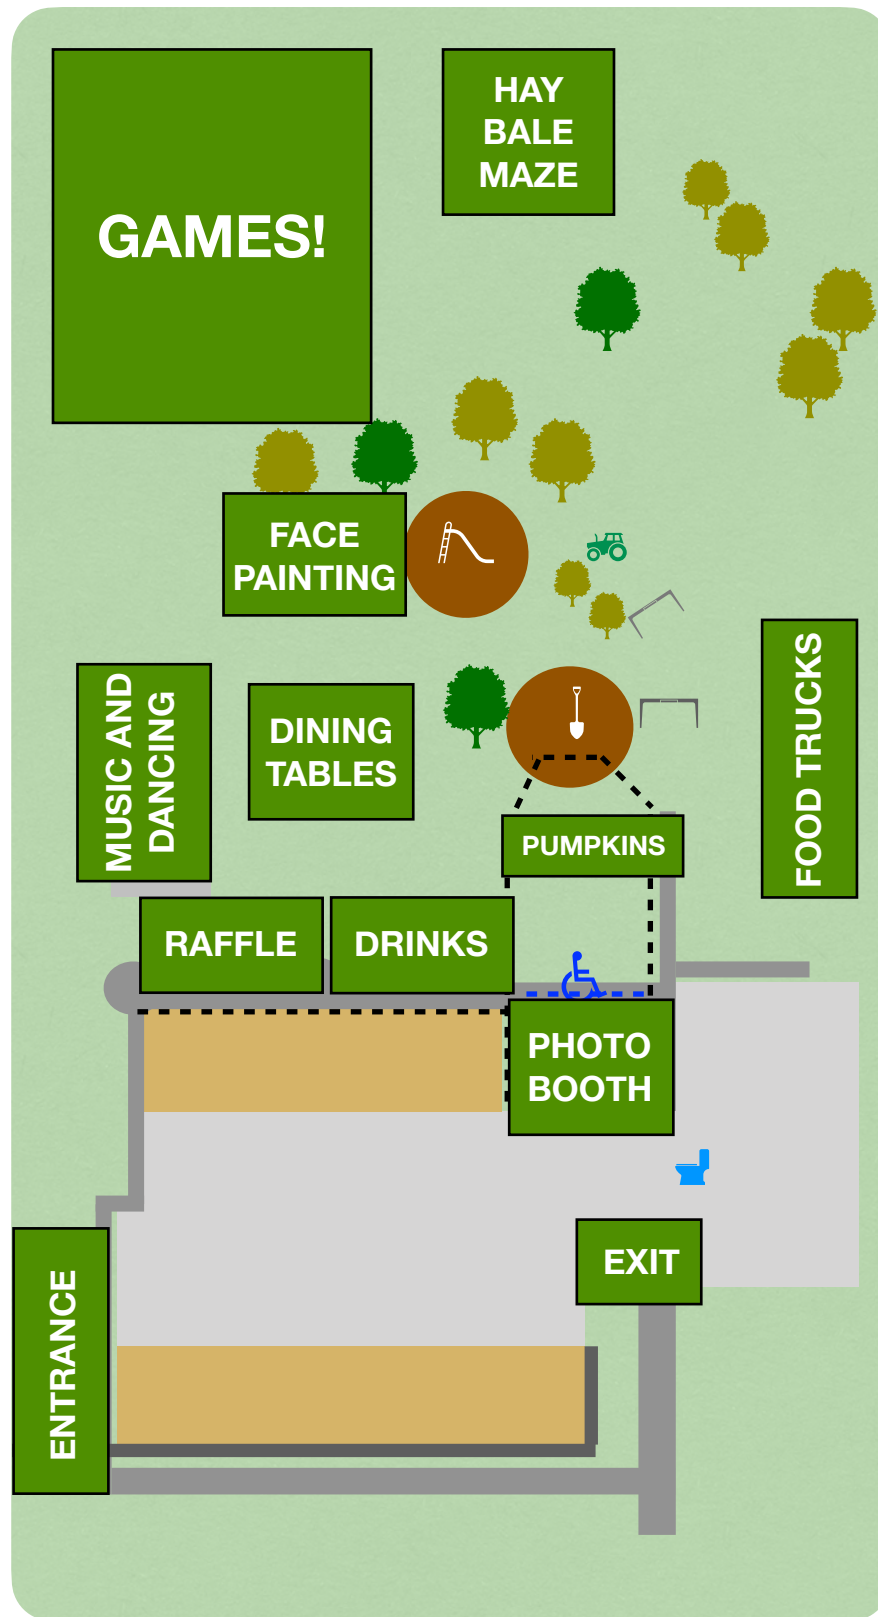 GAMES!
HAY
BALE
MAZE
FACE
PAINTING
MUSIC AND
DANCING
DINING
TABLES
FOOD TRUCKS
PUMPKINS
RAFFLE
DRINKS
PHOTO
BOOTH
EXIT
ENTRANCE